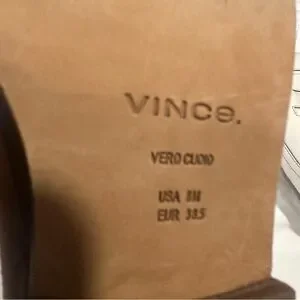 VINCE.
VERO CUOIO
USA 8M
EUR 38.5